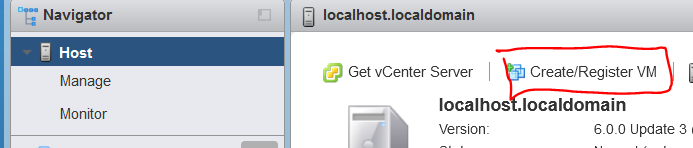 Navigator
localhost.localdomain
Host
Manage
Monitor
Get vCenter Server
Create/Register VM
localhost.localdomain
Version: 6.0.0 Update 3